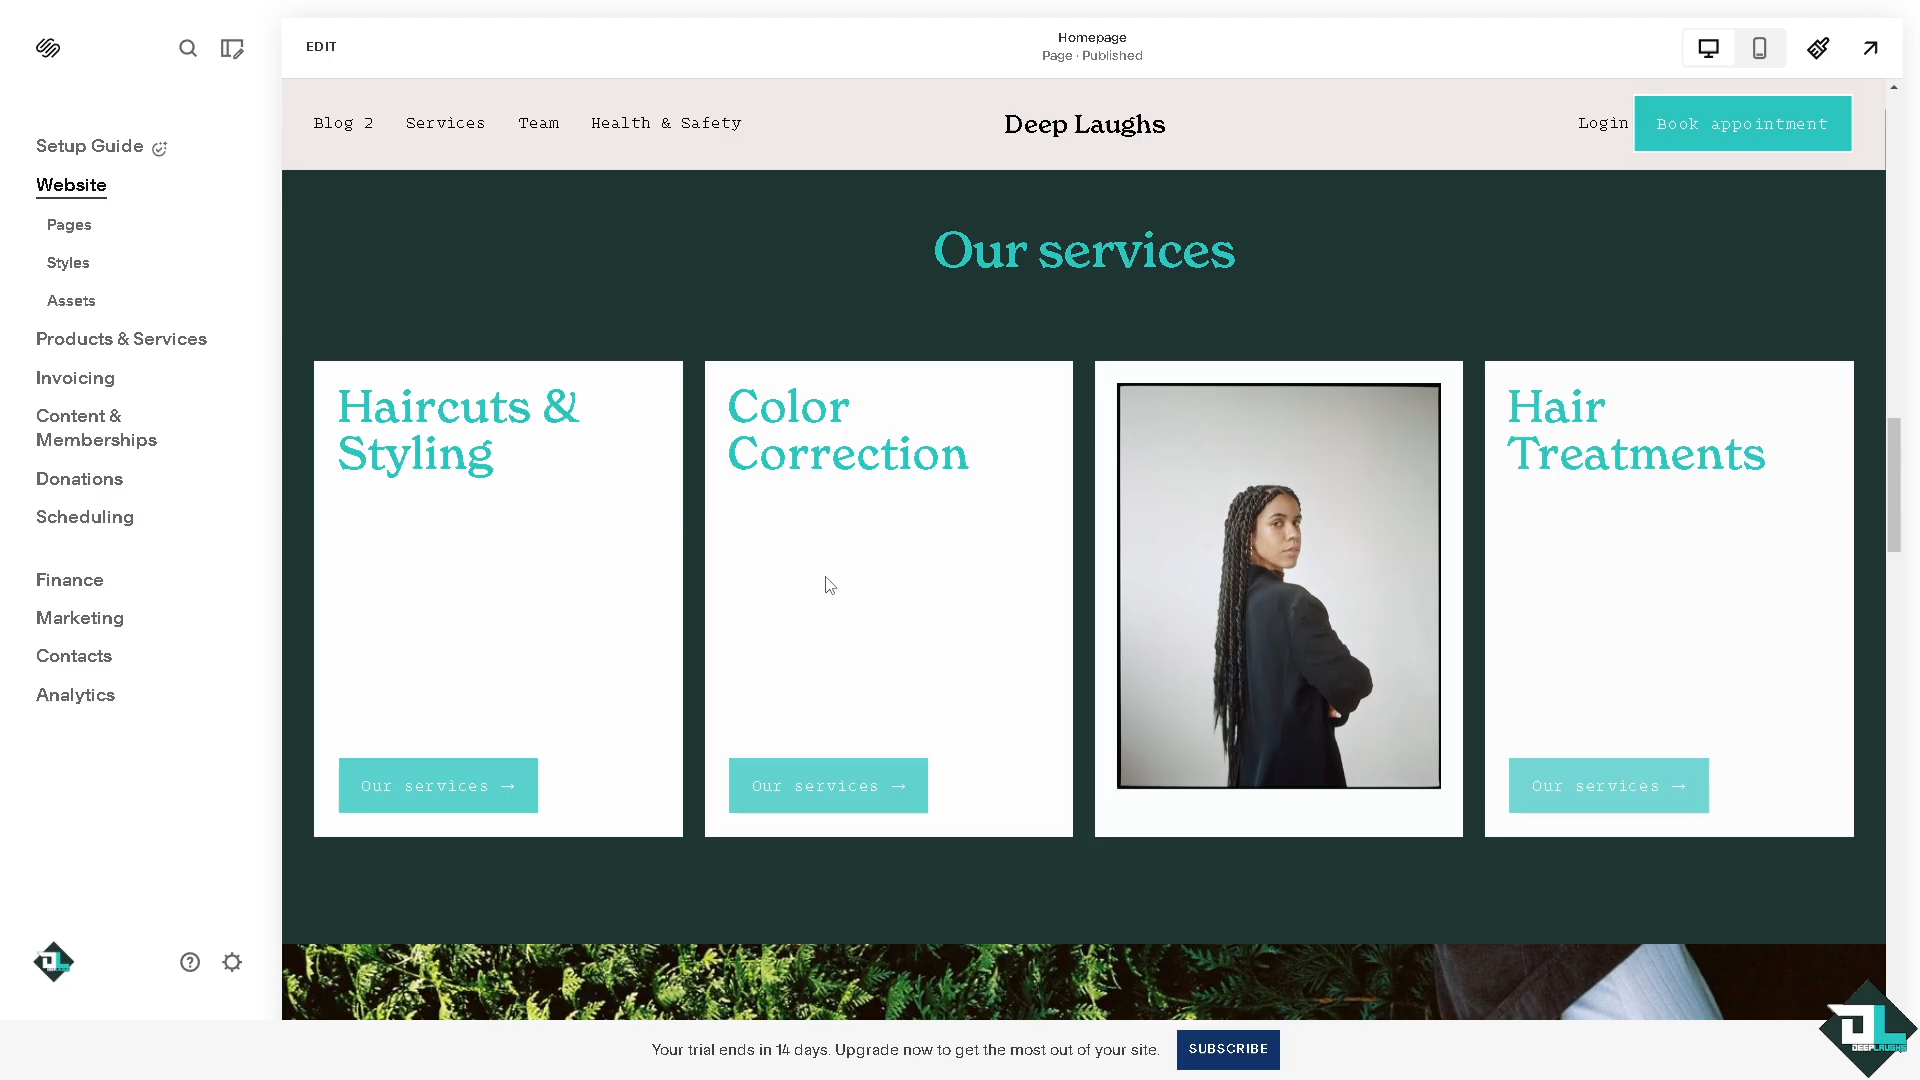 EDIT
Homepage
Page · Published
Setup Guide
Website
Pages
Styles
Assets
Products & Services
Invoicing
Content &
Memberships
Donations
Scheduling
Finance
Marketing
Contacts
Analytics
Blog 2
Services
Team
Health & Safety
Deep Laughs
Login
Book appointment
Our services
Haircuts &
Styling
Our services →
Color
Correction
Our services →
Hair
Treatments
Our services →
Your trial ends in 14 days. Upgrade now to get the most out of your site.
SUBSCRIBE
DL
DEEPLAUGHS